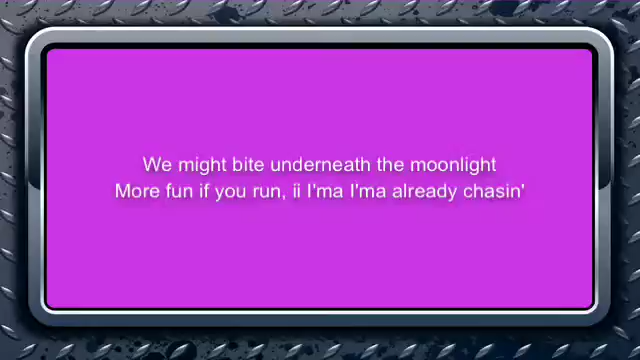 We might bite underneath the moonlight
More fun if you run, ii I'ma I'ma already chasin'